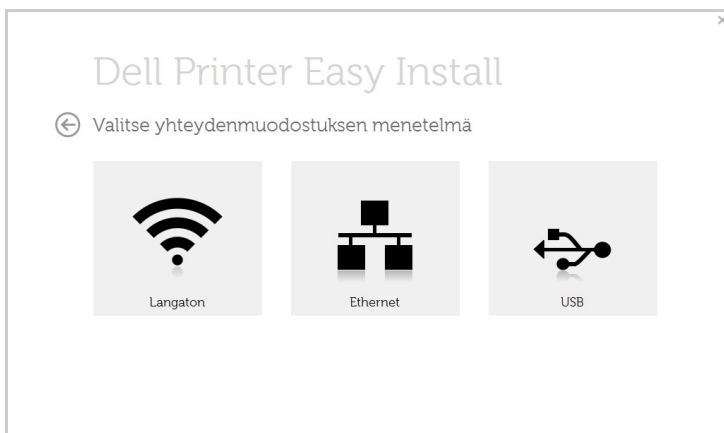 Dell Printer Easy Install
Valitse yhteydenmuodostuksen menetelmä
Langaton
Ethernet
USB